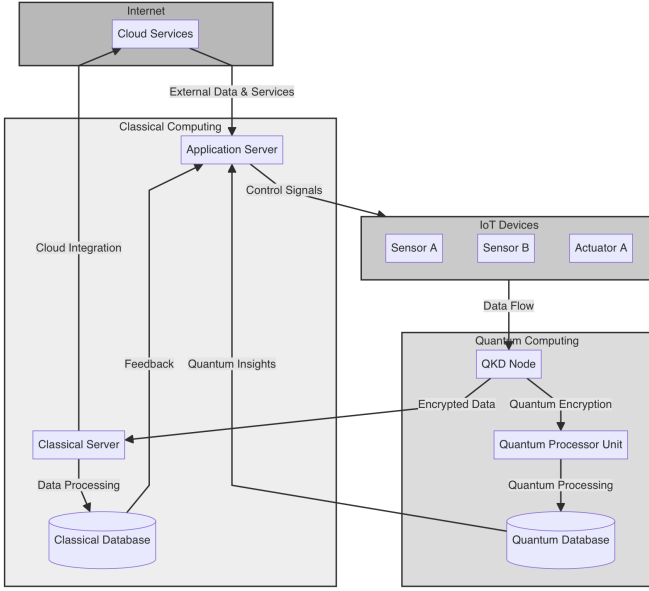 Internet
Cloud Services
External Data & Services
Classical Computing
Application Server
Control Signals
IoT Devices
Sensor A
Sensor B
Actuator A
Cloud Integration
Data Flow
Quantum Computing
QKD Node
Feedback
Quantum Insights
Encrypted Data
Quantum Encryption
Classical Server
Quantum Processor Unit
Data Processing
Quantum Processing
Classical Database
Quantum Database